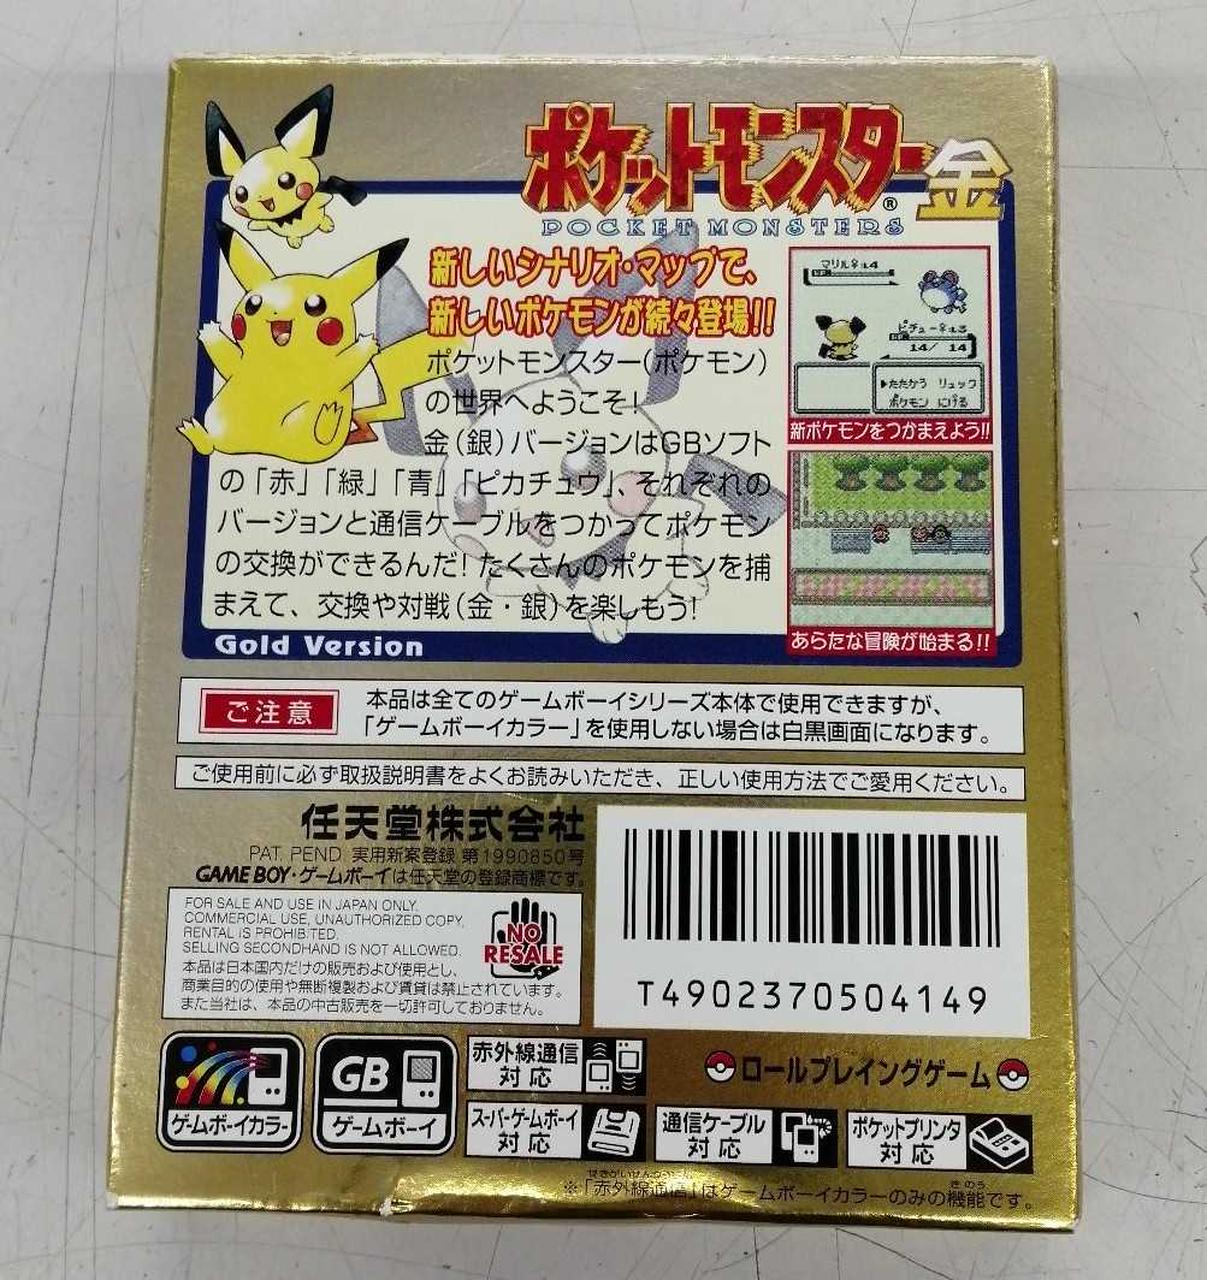 ポケットモンスター金
®
POCKET MONSTERS
新しいシナリオ・マップで、
新しいポケモンが続々登場!!
ポケットモンスター(ポケモン)
の世界へようこそ!
金(銀)バージョンはGBソフト
の「赤」「緑」「青」「ピカチュウ」、それぞれの
バージョンと通信ケーブルをつかってポケモン
の交換ができるんだ!たくさんのポケモンを捕
まえて、交換や対戦(金・銀)を楽しもう!
Gold Version
マリル♀:L4
ピチュー♀:L3
14/ 14
▶たたかう リュック
ポケモン にげる
新ポケモンをつかまえよう!!
あらたな冒険が始まる!!
ご注意
本品は全てのゲームボーイシリーズ本体で使用できますが、
「ゲームボーイカラー」を使用しない場合は白黒画面になります。
ご使用前に必ず取扱説明書をよくお読みいただき、正しい使用方法でご愛用ください。
任天堂株式会社
PAT. PEND. 実用新案登録 第1990850号
GAME BOY・ゲームボーイは任天堂の登録商標です。
FOR SALE AND USE IN JAPAN ONLY.
COMMERCIAL USE, UNAUTHORIZED COPY,
RENTAL IS PROHIBITED.
SELLING SECONDHAND IS NOT ALLOWED.
本品は日本国内だけの販売および使用とし、
商業目的の使用や無断複製および賃貸は禁止されています。
また当社は、本品の中古販売を一切許可しておりません。
NO
RESALE
T4902370504149
ゲームボーイカラー
GB
ゲームボーイ
赤外線通信
対応
ロールプレイングゲーム
スーパーゲームボーイ
対応
通信ケーブル
対応
ポケットプリンタ
対応
※「赤外線通信」はゲームボーイカラーのみの機能です。